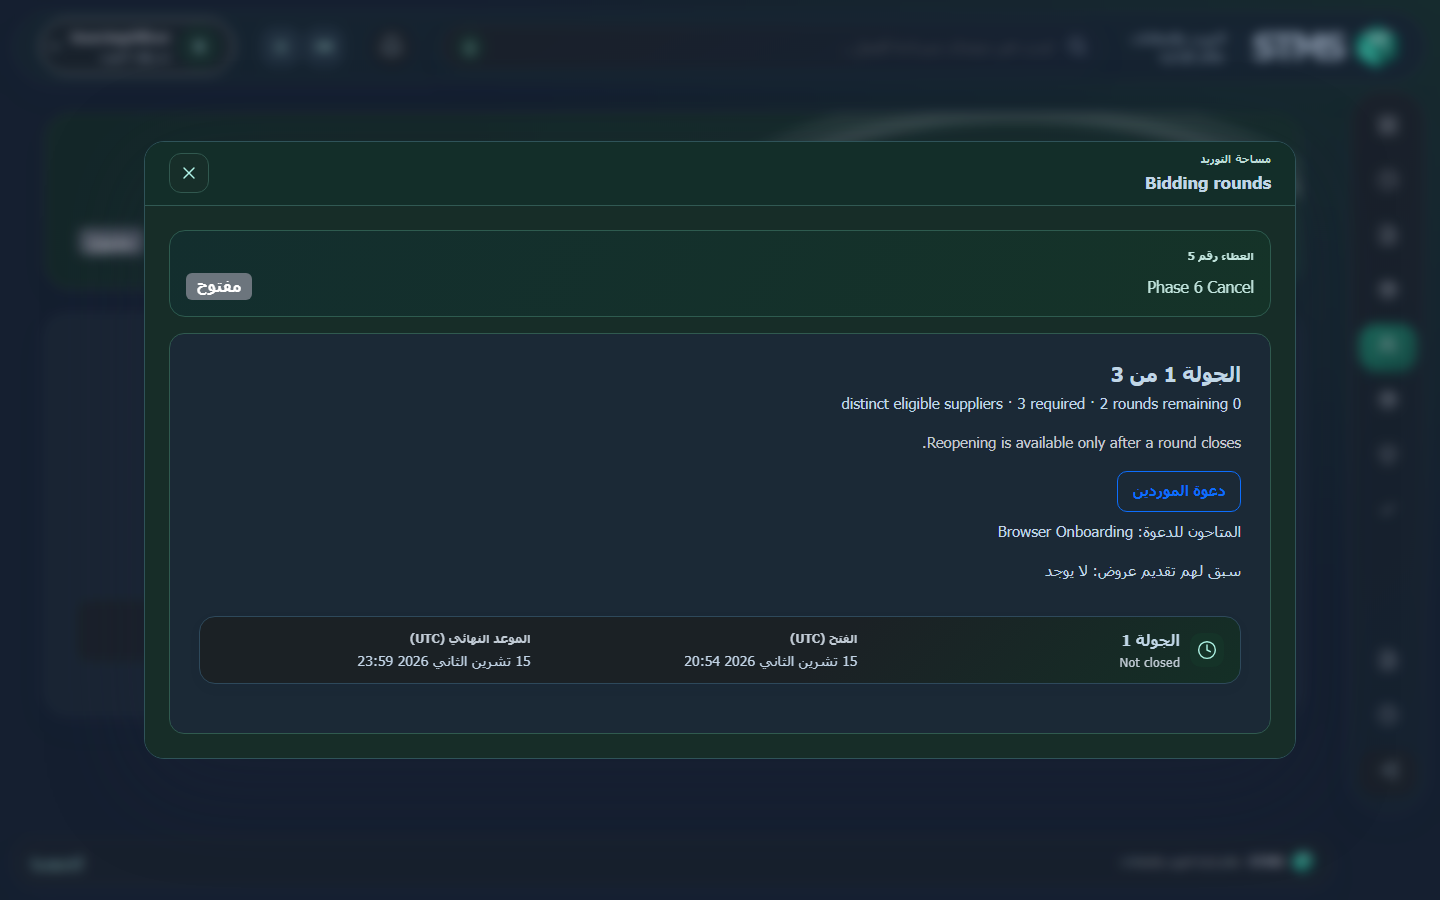 STMS
مساحة التوريد
Bidding rounds
العطاء رقم 5
Phase 6 Cancel
مفتوح
الجولة 1 من 3
distinct eligible suppliers · 3 required · 2 rounds remaining 0
.Reopening is available only after a round closes
دعوة الموردين
المتاحون للدعوة: Browser Onboarding
سبق لهم تقديم عروض: لا يوجد
الجولة 1
Not closed
الفتح (UTC)
15 تشرين الثاني 2026 20:54
الموعد النهائي (UTC)
15 تشرين الثاني 2026 23:59